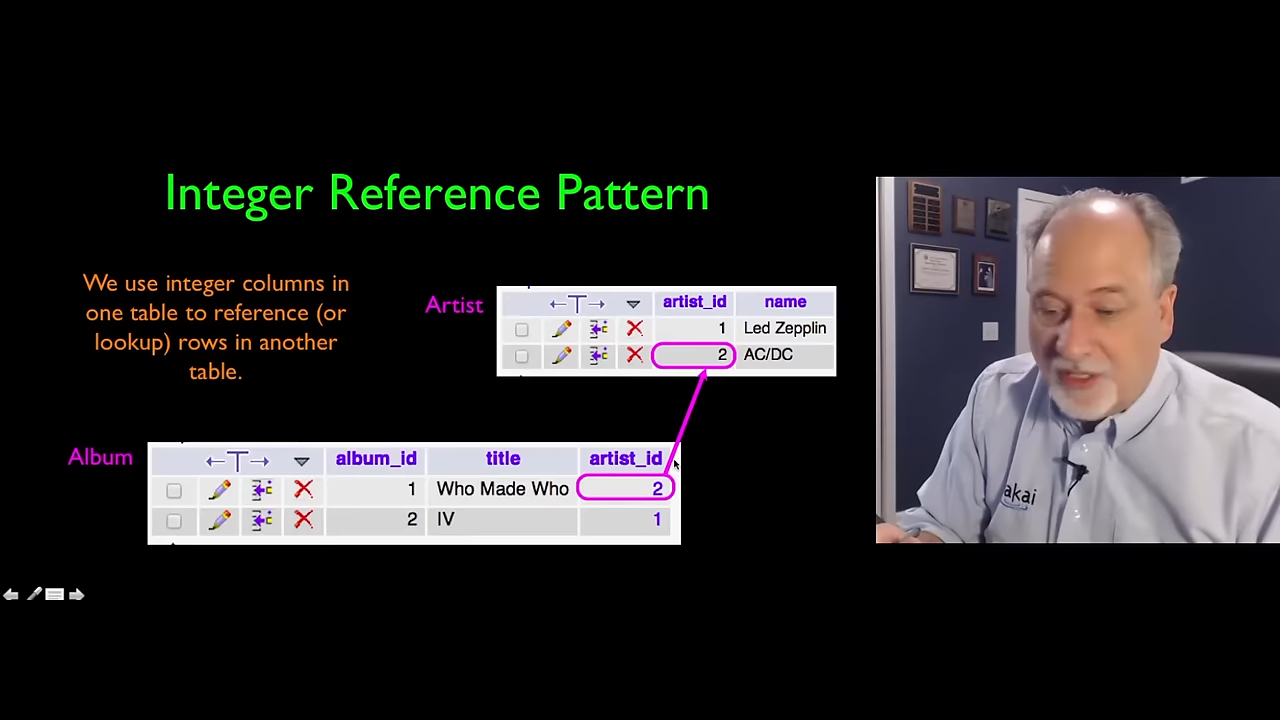 Integer Reference Pattern
We use integer columns in
one table to reference (or
lookup) rows in another
table.
Artist
artist_id name
1 Led Zepplin
2 AC/DC
Album
album_id title artist_id
1 Who Made Who 2
2 IV 1
akai